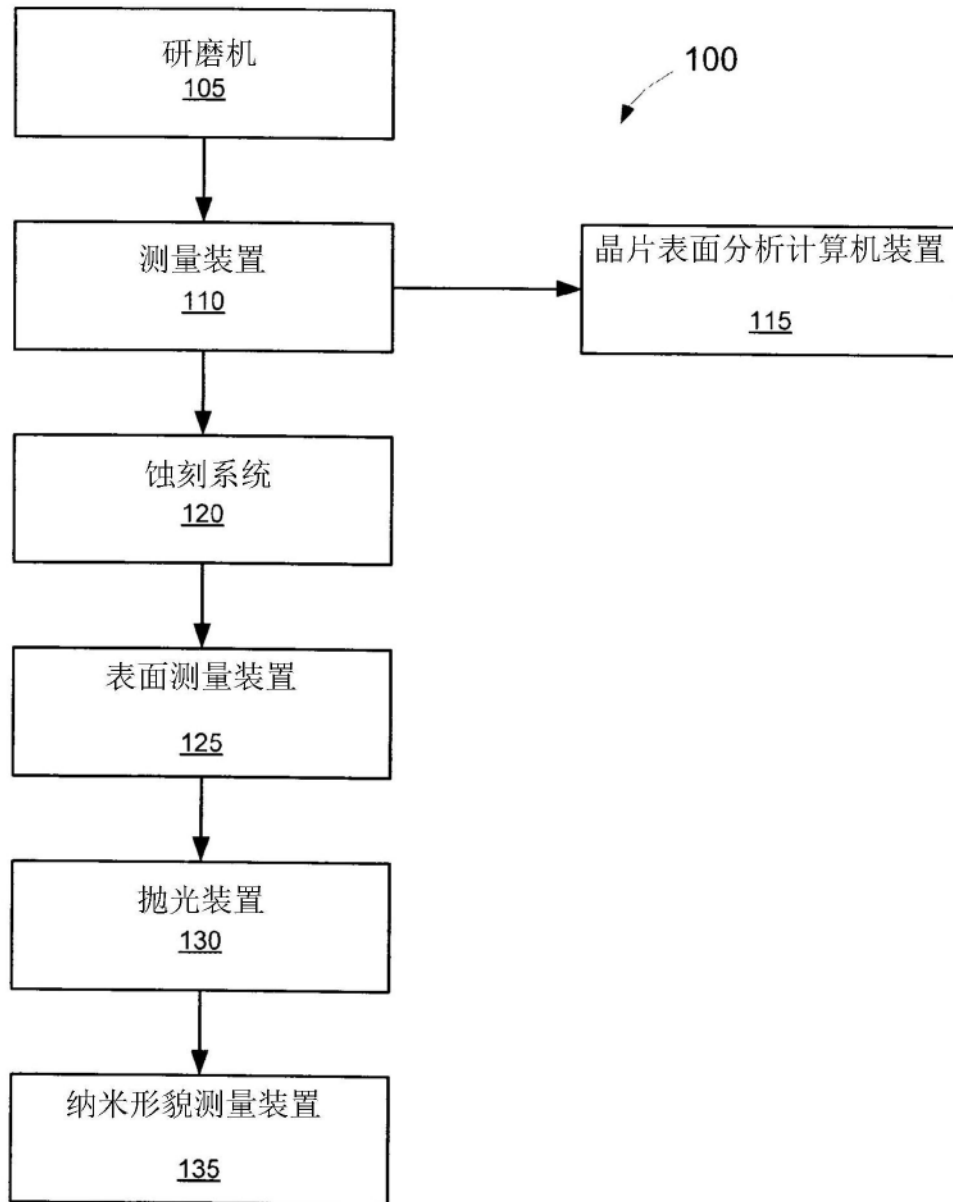 研磨机
105
100
测量装置
110
晶片表面分析计算机装置
115
蚀刻系统
120
表面测量装置
125
抛光装置
130
纳米形貌测量装置
135